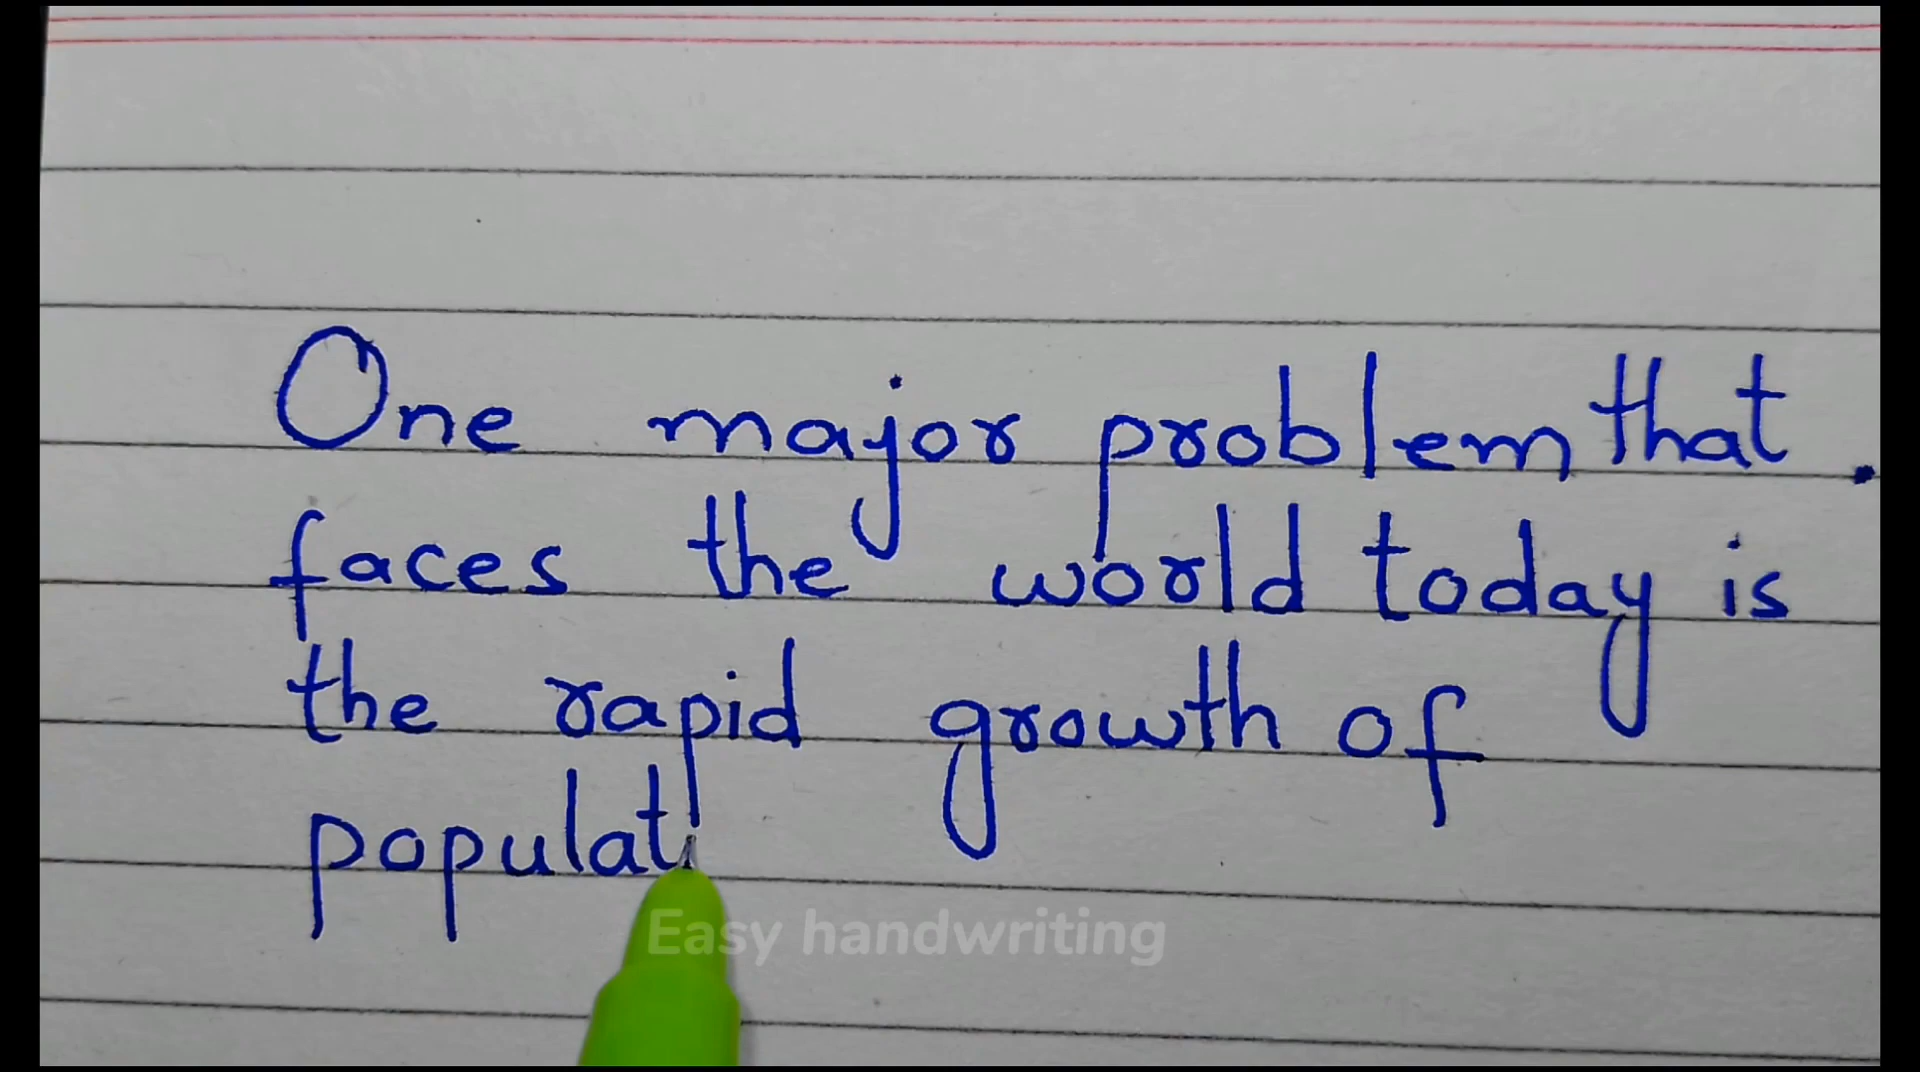 One major problem that .
faces the world today is
the rapid growth of
populat
Easy handwriting